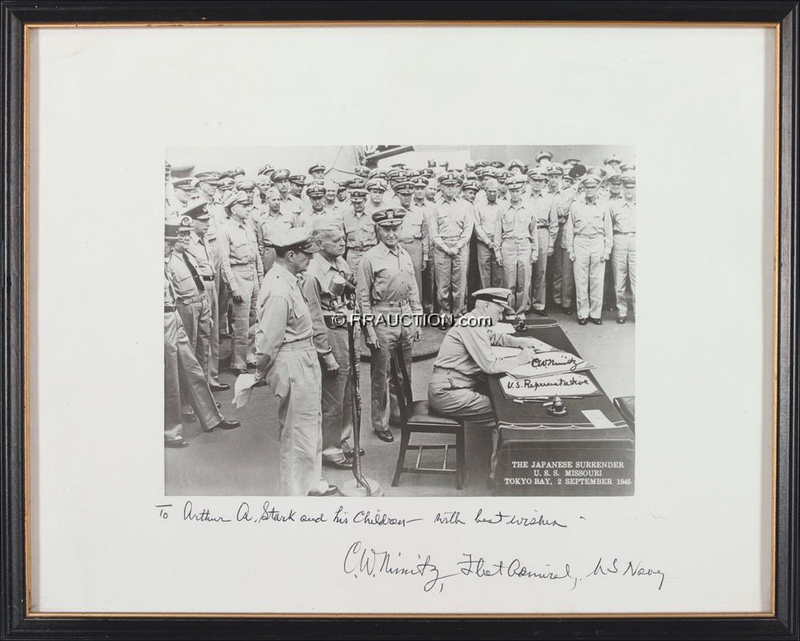 © RRAUCTION.com
C.W. Nimitz
U.S. Representative
THE JAPANESE SURRENDER
U. S. S. MISSOURI
TOKYO BAY, 2 SEPTEMBER 1945
To Arthur A. Stark and his Children – with best wishes –
C.W. Nimitz, Fleet Admiral, US Navy